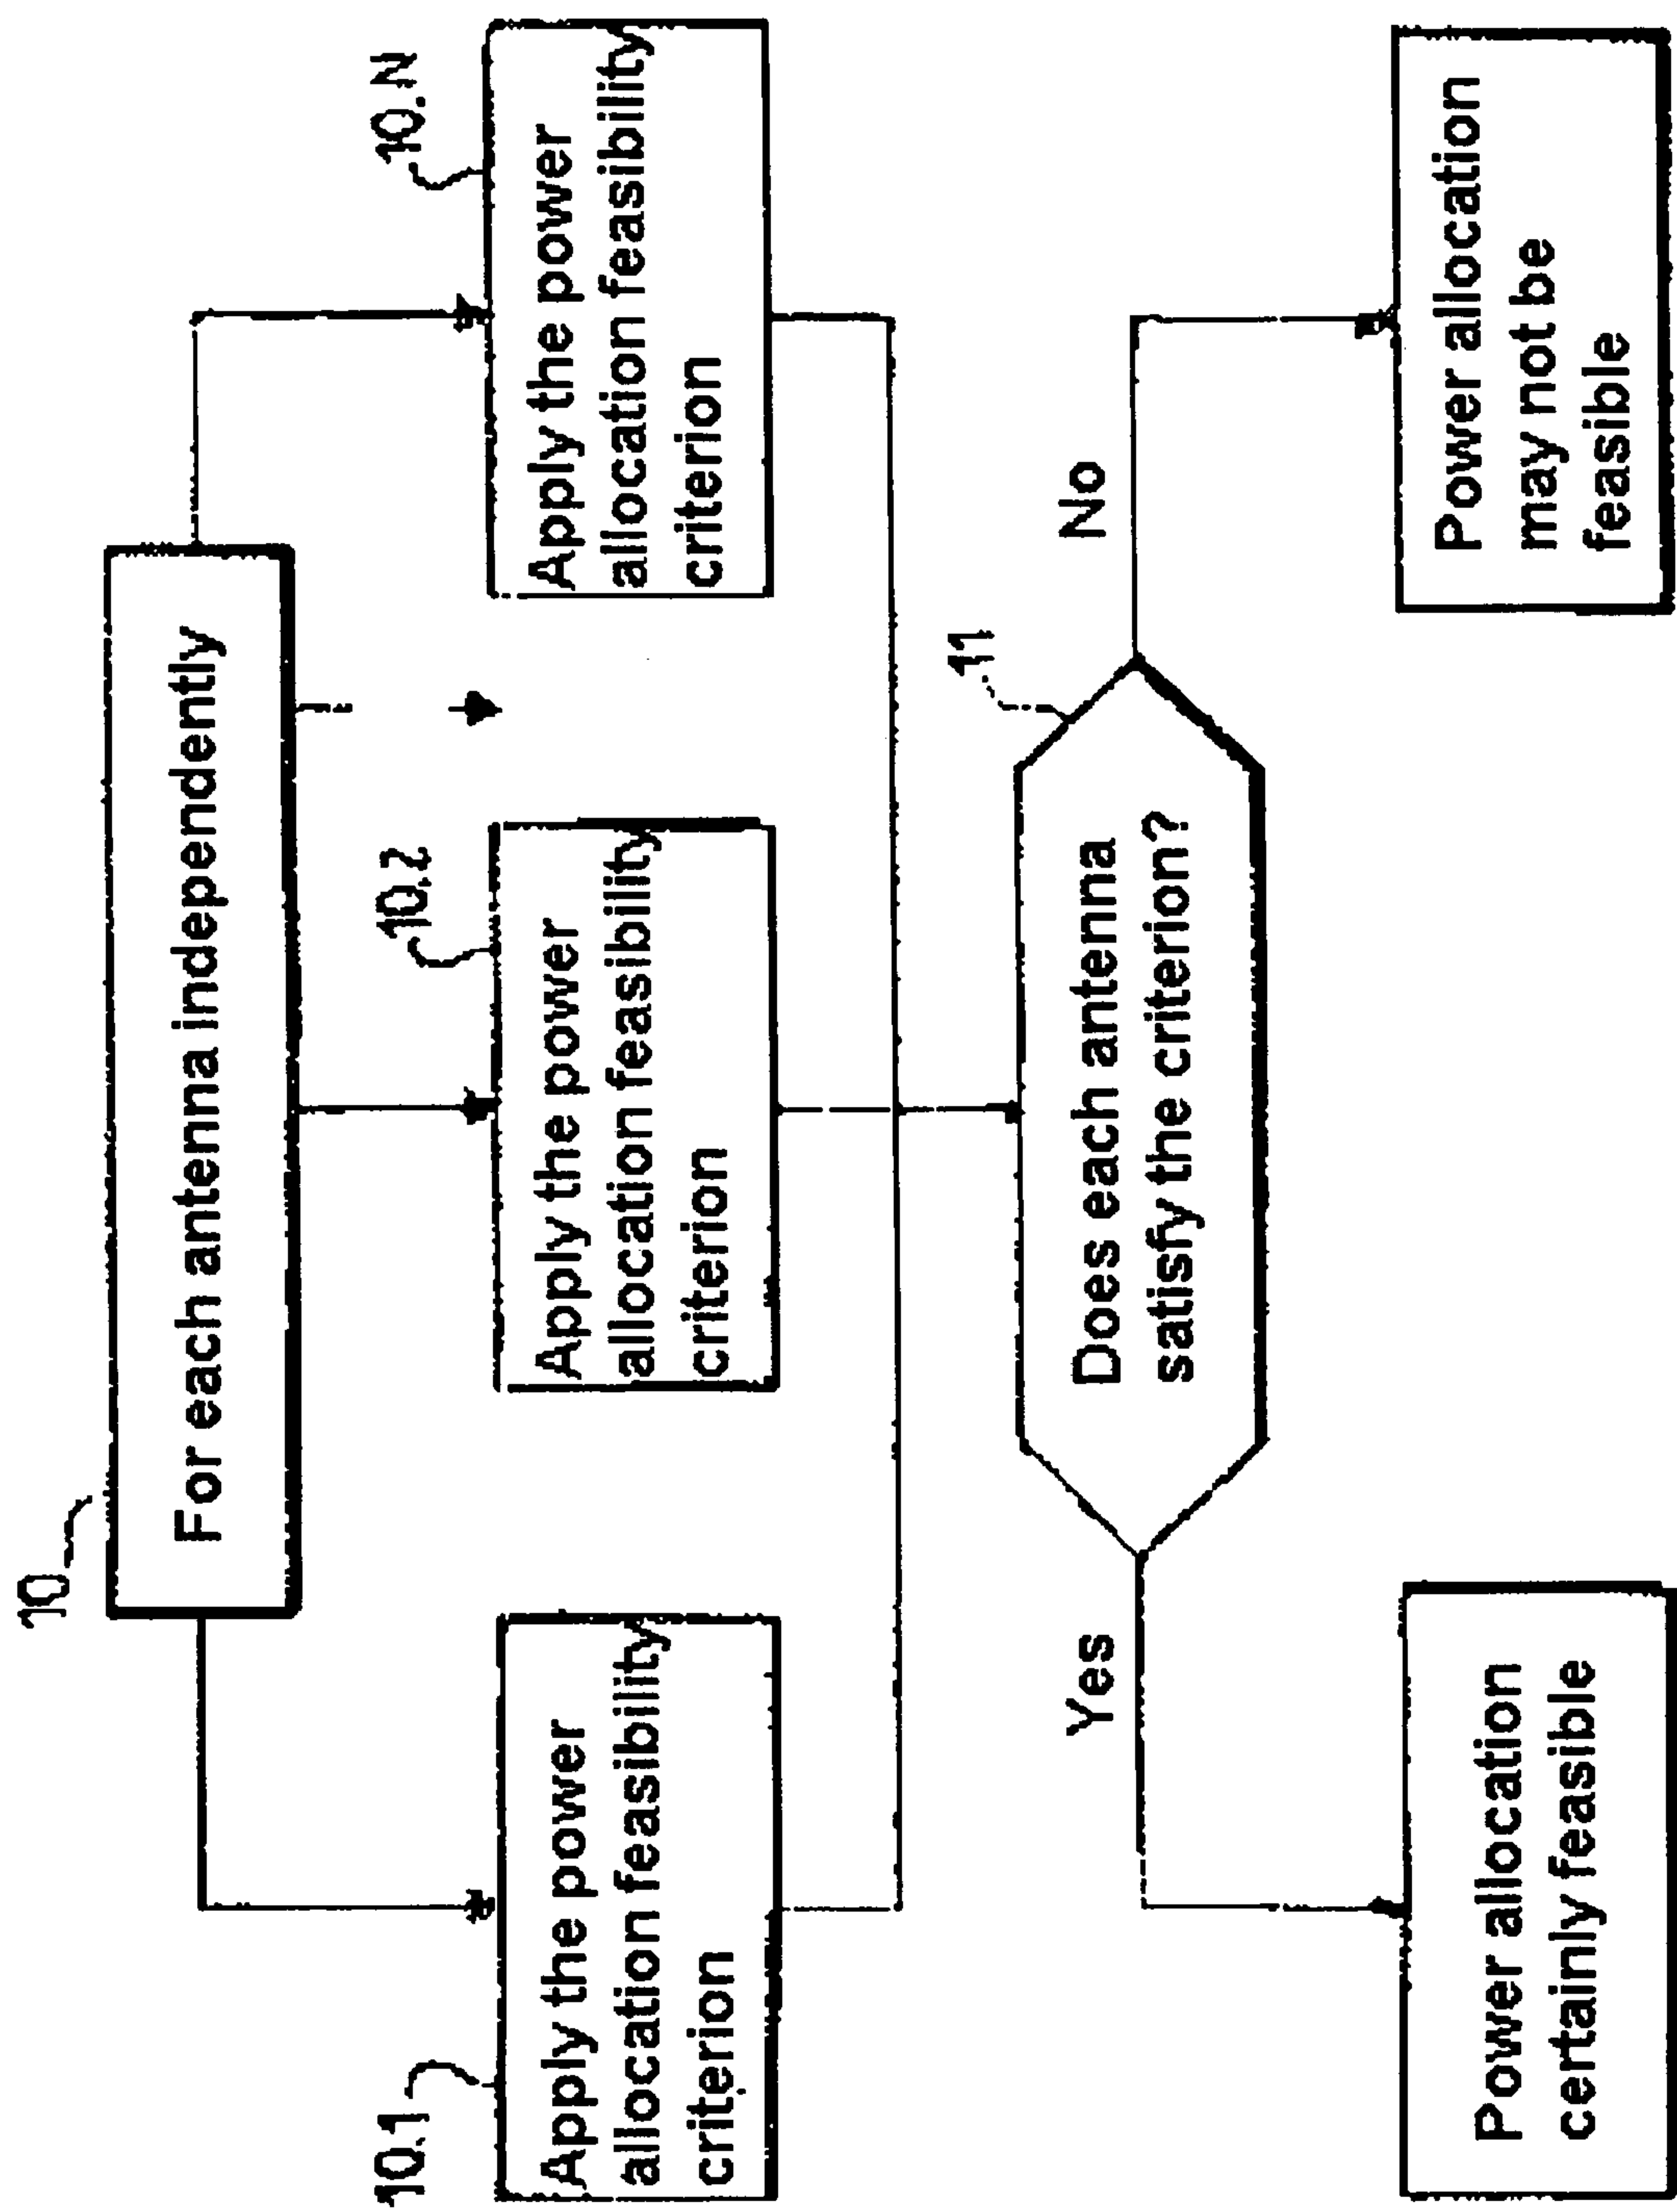 10
For each antenna independently
10.1
Apply the power
allocation feasibility
criterion
10.2
Apply the power
allocation feasibility
criterion
10.N
Apply the power
allocation feasibility
criterion
11
Does each antenna
satisfy the criterion?
Yes
No
Power allocation
certainly feasible
Power allocation
may not be
feasible